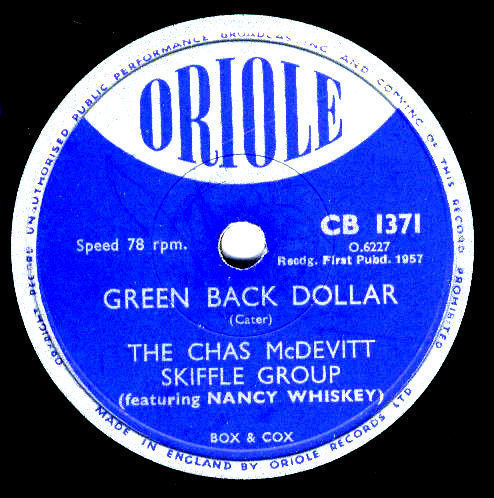 ORIOLE
Speed 78 rpm.
CB 1371
O.6227
Recdg. First Pubd. 1957
GREEN BACK DOLLAR
(Cater)
THE CHAS McDEVITT
SKIFFLE GROUP
(featuring NANCY WHISKEY)
BOX & COX
MADE IN ENGLAND BY ORIOLE RECORDS LTD
COPYRIGHT RECORD UNAUTHORISED PUBLIC PERFORMANCE BROADCASTING AND COPYING OF THIS RECORD PROHIBITED